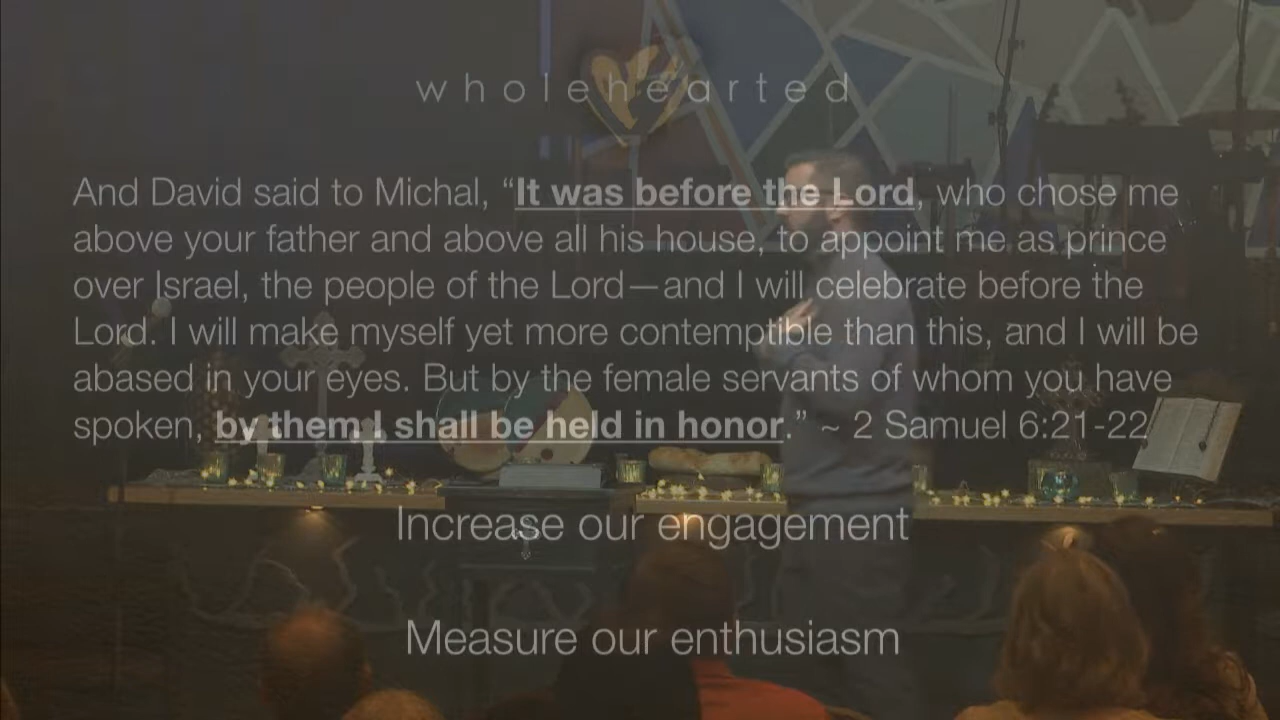 wholehearted
And David said to Michal, “It was before the Lord, who chose me
above your father and above all his house, to appoint me as prince
over Israel, the people of the Lord—and I will celebrate before the
Lord. I will make myself yet more contemptible than this, and I will be
abased in your eyes. But by the female servants of whom you have
spoken, by them I shall be held in honor.” ~ 2 Samuel 6:21-22
Increase our engagement
Measure our enthusiasm